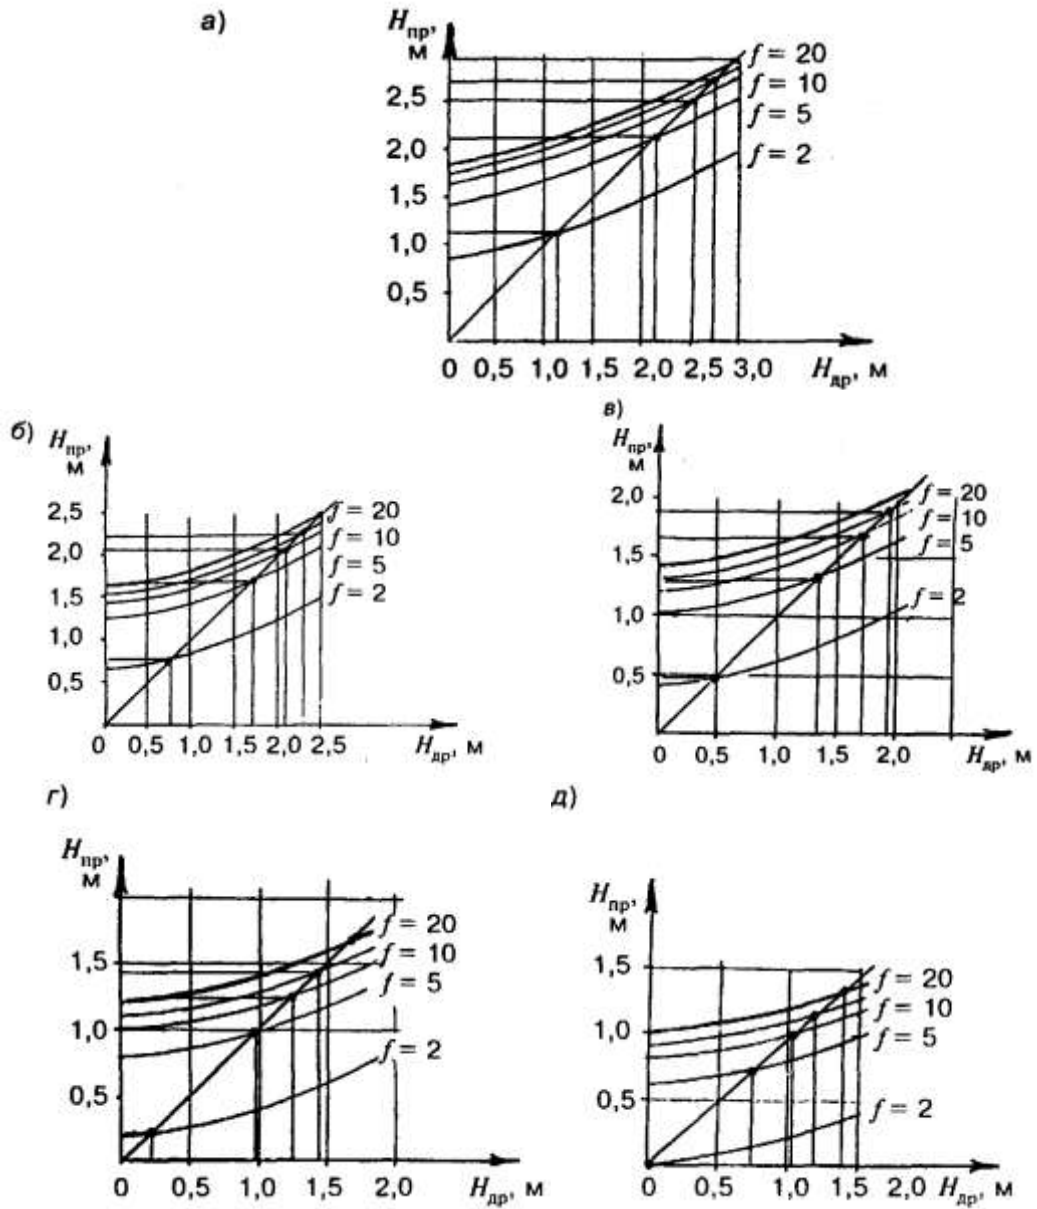 а)
Hпр,
м
f = 20
f = 10
f = 5
f = 2
2,5
2,0
1,5
1,0
0,5
0 0,5 1,0 1,5 2,0 2,5 3,0 Hдр, м
б)
Hпр,
м
f = 20
f = 10
f = 5
f = 2
2,5
2,0
1,5
1,0
0,5
0 0,5 1,0 1,5 2,0 2,5 Hдр, м
в)
Hпр,
м
f = 20
f = 10
f = 5
f = 2
2,0
1,5
1,0
0,5
0 0,5 1,0 1,5 2,0 Hдр, м
г)
Hпр,
м
f = 20
f = 10
f = 5
f = 2
1,5
1,0
0,5
0 0,5 1,0 1,5 2,0 Hдр, м
д)
Hпр,
м
f = 20
f = 10
f = 5
f = 2
1,5
1,0
0,5
0 0,5 1,0 1,5 2,0 Hдр, м